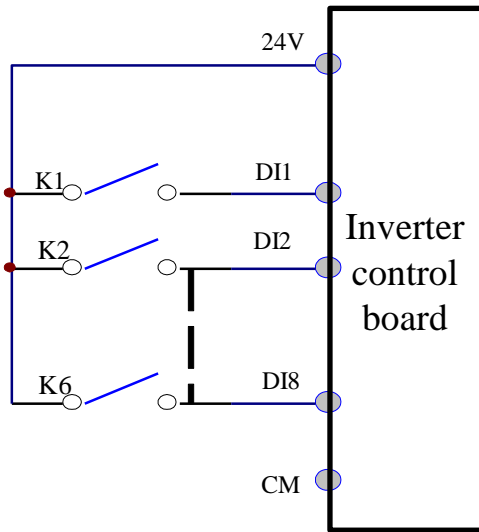 24V
K1
DI1
K2
DI2
Inverter
control
board
K6
DI8
CM